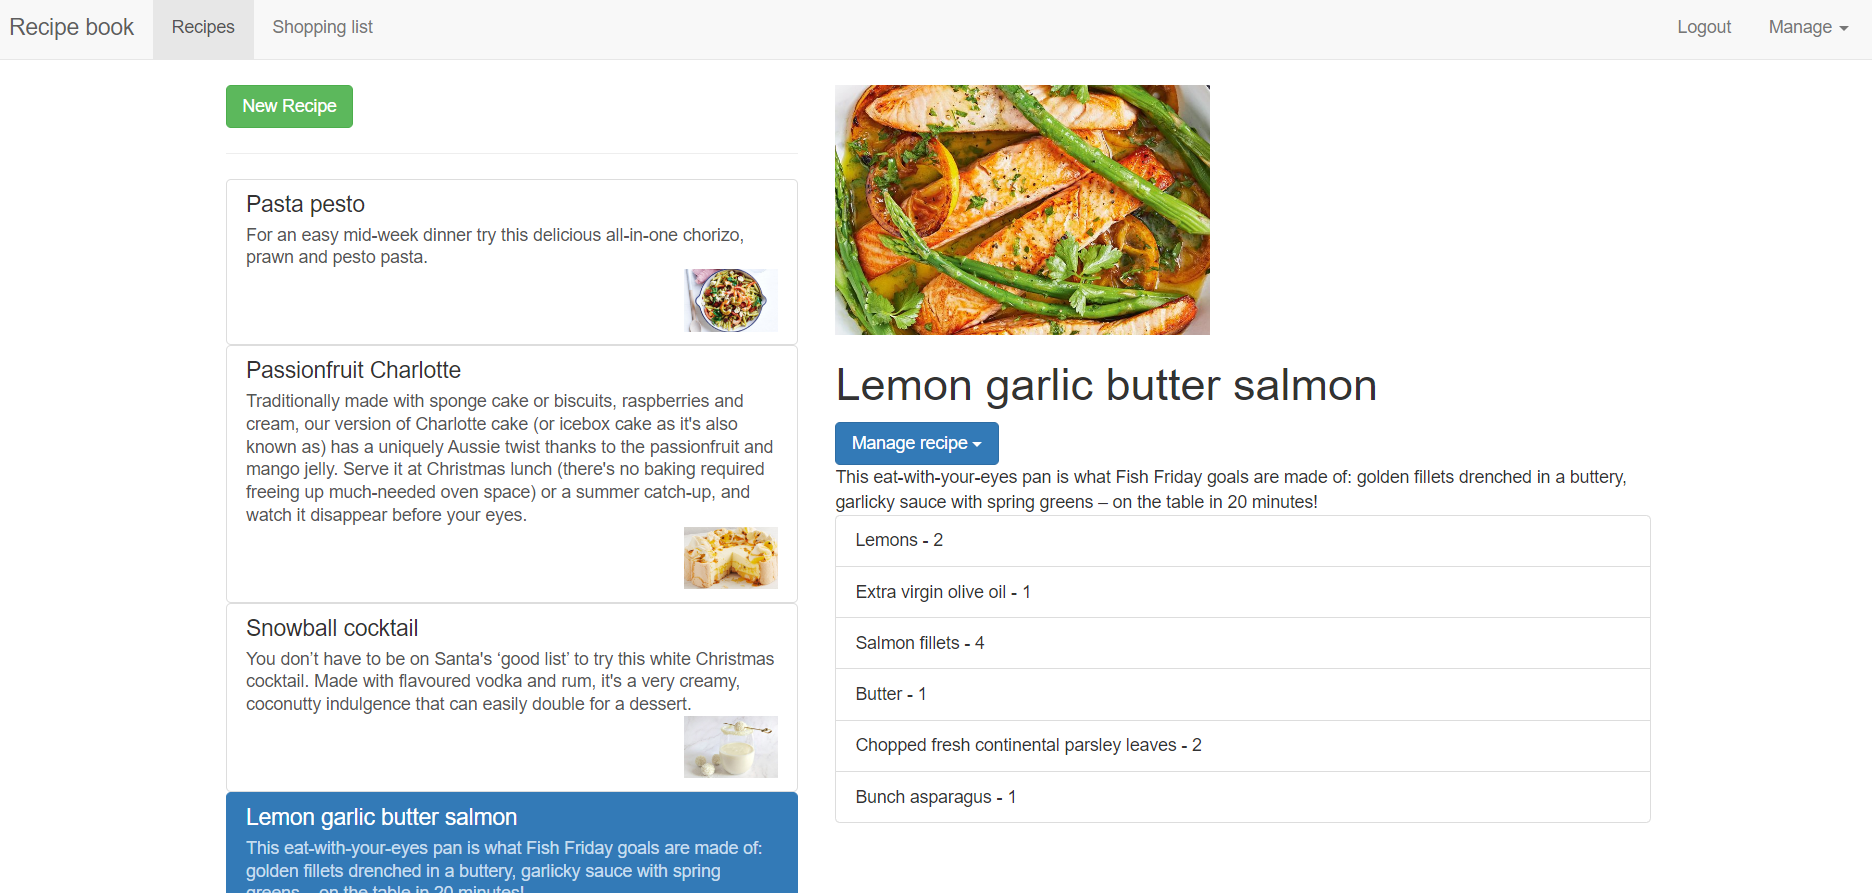 Recipe book
Recipes
Shopping list
Logout
Manage
New Recipe
Pasta pesto
For an easy mid-week dinner try this delicious all-in-one chorizo,
prawn and pesto pasta.
Passionfruit Charlotte
Traditionally made with sponge cake or biscuits, raspberries and
cream, our version of Charlotte cake (or icebox cake as it's also
known as) has a uniquely Aussie twist thanks to the passionfruit and
mango jelly. Serve it at Christmas lunch (there's no baking required
freeing up much-needed oven space) or a summer catch-up, and
watch it disappear before your eyes.
Snowball cocktail
You don’t have to be on Santa's ‘good list’ to try this white Christmas
cocktail. Made with flavoured vodka and rum, it's a very creamy,
coconutty indulgence that can easily double for a dessert.
Lemon garlic butter salmon
This eat-with-your-eyes pan is what Fish Friday goals are made of:
golden fillets drenched in a buttery, garlicky sauce with spring
greens – on the table in 20 minutes!
Lemon garlic butter salmon
Manage recipe
This eat-with-your-eyes pan is what Fish Friday goals are made of: golden fillets drenched in a buttery,
garlicky sauce with spring greens – on the table in 20 minutes!
Lemons - 2
Extra virgin olive oil - 1
Salmon fillets - 4
Butter - 1
Chopped fresh continental parsley leaves - 2
Bunch asparagus - 1